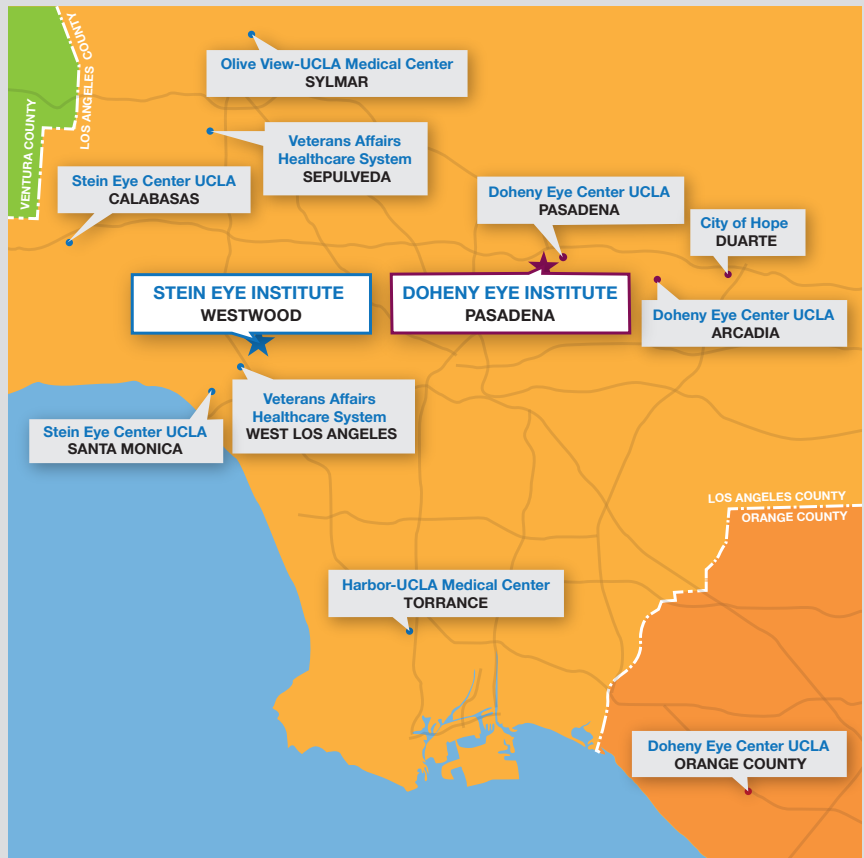 VENTURA COUNTY
LOS ANGELES COUNTY
Olive View-UCLA Medical Center
SYLMAR
Veterans Affairs
Healthcare System
SEPULVEDA
Stein Eye Center UCLA
CALABASAS
Doheny Eye Center UCLA
PASADENA
City of Hope
DUARTE
STEIN EYE INSTITUTE
WESTWOOD
DOHENY EYE INSTITUTE
PASADENA
Doheny Eye Center UCLA
ARCADIA
Veterans Affairs
Healthcare System
WEST LOS ANGELES
Stein Eye Center UCLA
SANTA MONICA
LOS ANGELES COUNTY
ORANGE COUNTY
Harbor-UCLA Medical Center
TORRANCE
Doheny Eye Center UCLA
ORANGE COUNTY